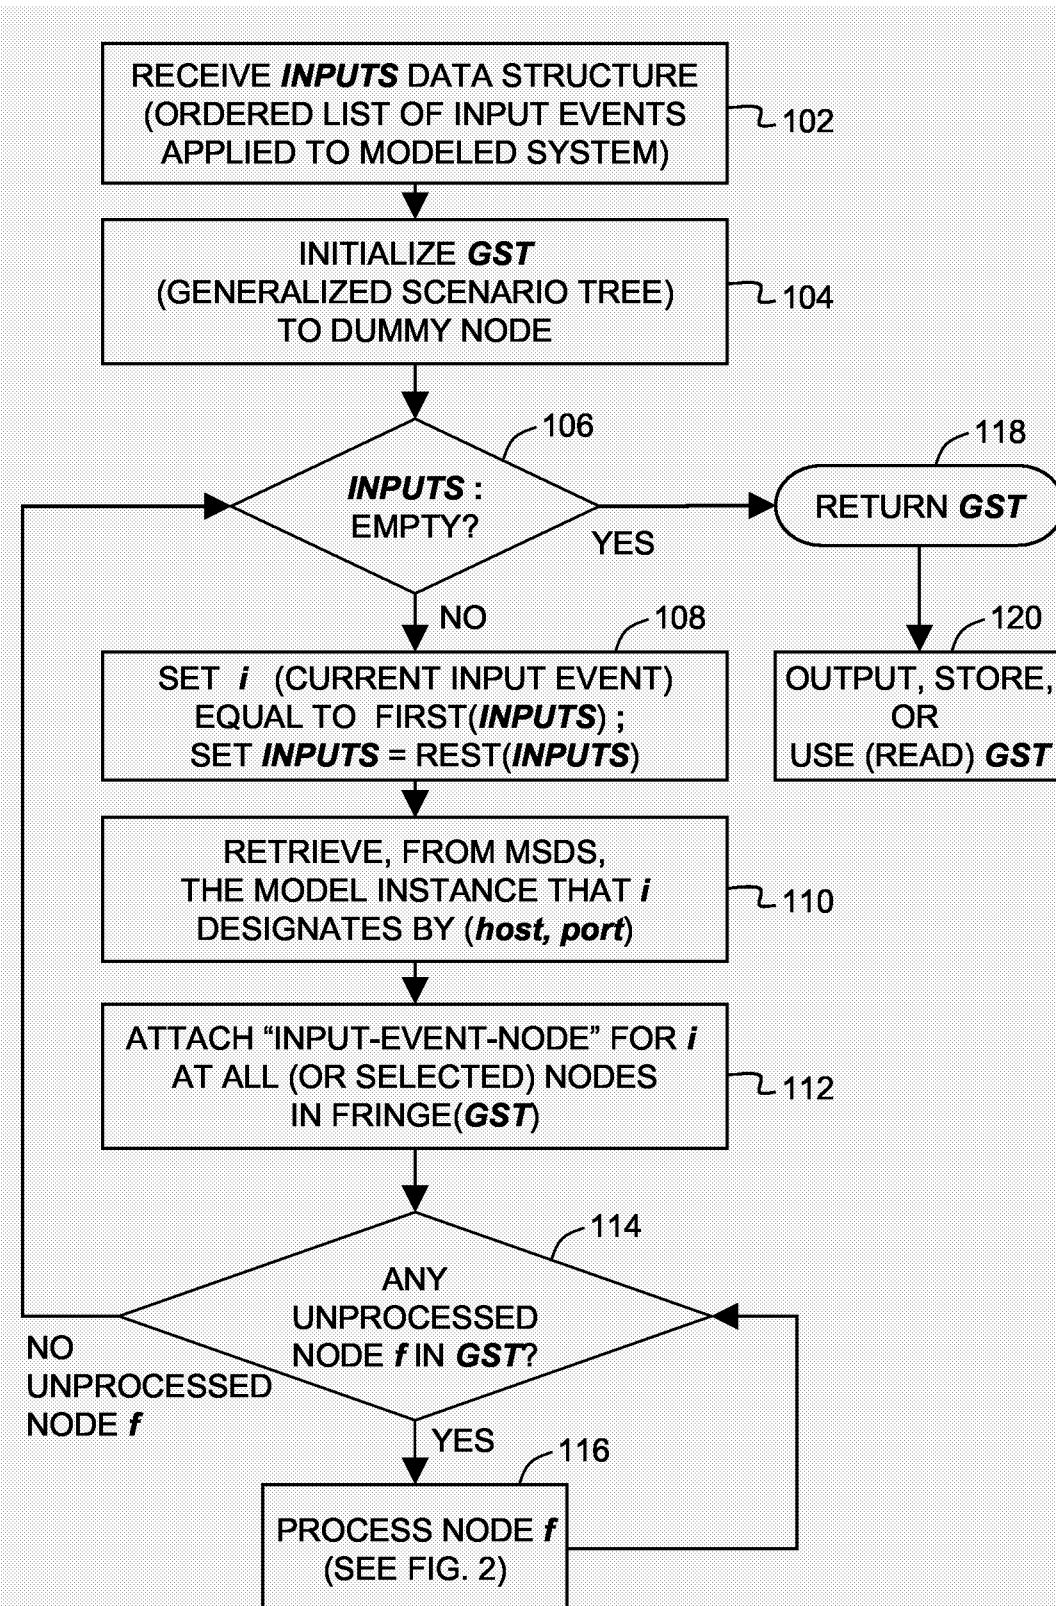 RECEIVE INPUTS DATA STRUCTURE
(ORDERED LIST OF INPUT EVENTS
APPLIED TO MODELED SYSTEM)
102
INITIALIZE GST
(GENERALIZED SCENARIO TREE)
TO DUMMY NODE
104
106
INPUTS :
EMPTY?
YES
NO
118
RETURN GST
120
OUTPUT, STORE,
OR
USE (READ) GST
108
SET i (CURRENT INPUT EVENT)
EQUAL TO FIRST(INPUTS) ;
SET INPUTS = REST(INPUTS)
RETRIEVE, FROM MSDS,
THE MODEL INSTANCE THAT i
DESIGNATES BY (host, port)
110
ATTACH “INPUT-EVENT-NODE” FOR i
AT ALL (OR SELECTED) NODES
IN FRINGE(GST)
112
114
ANY
UNPROCESSED
NODE f IN GST?
NO
UNPROCESSED
NODE f
YES
116
PROCESS NODE f
(SEE FIG. 2)